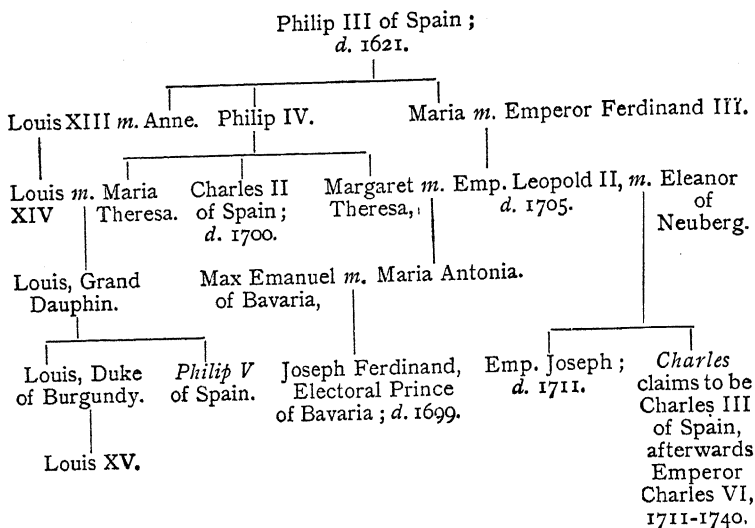 Philip III of Spain ;
d. 1621.
Louis XIII m. Anne. Philip IV. Maria m. Emperor Ferdinand III.
Louis m. Maria Charles II Margaret m. Emp. Leopold II, m. Eleanor
XIV Theresa. of Spain ; Theresa, d. 1705. of
d. 1700. Neuberg.
Louis, Grand Max Emanuel m. Maria Antonia.
Dauphin. of Bavaria,
Louis, Duke Philip V Joseph Ferdinand, Emp. Joseph ; Charles
of Burgundy. of Spain. Electoral Prince d. 1711. claims to be
of Bavaria ; d. 1699. Charles III
of Spain,
Louis XV. afterwards
Emperor
Charles VI,
1711-1740.